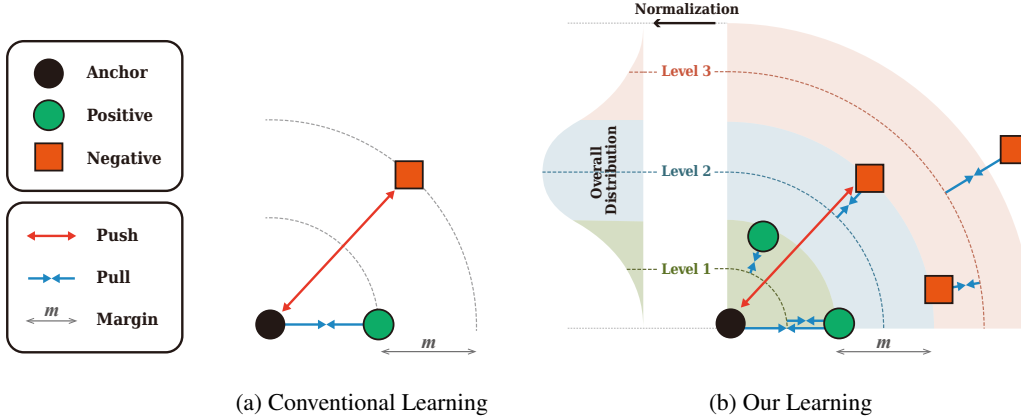 Anchor
Positive
Negative
Push
Pull
m
Margin
m
(a) Conventional Learning
Normalization
Level 3
Level 2
Level 1
Overall
Distribution
m
(b) Our Learning